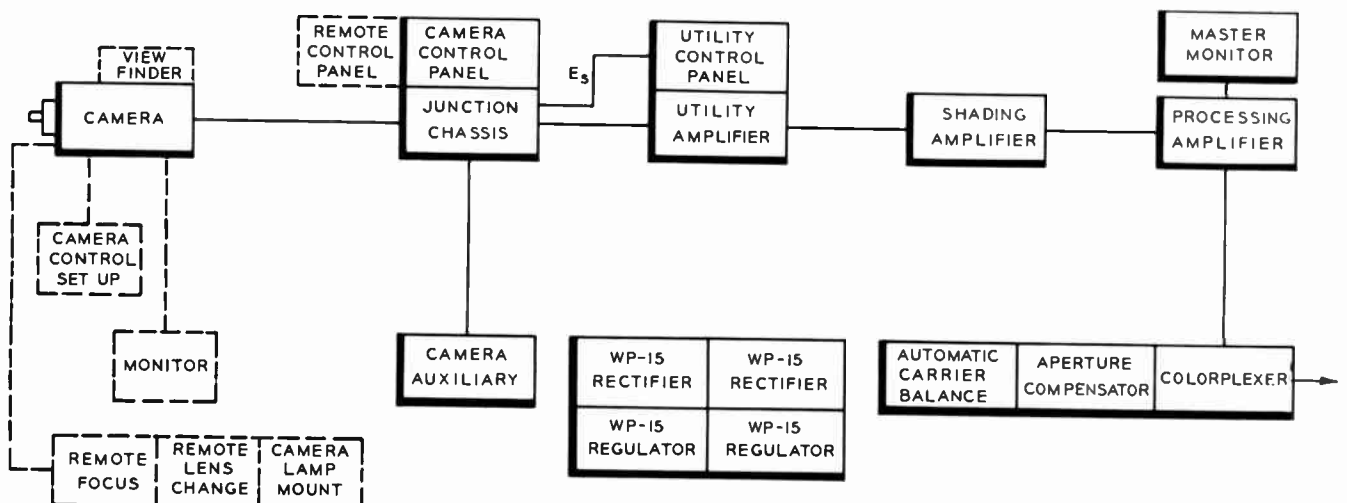 VIEW
FINDER
CAMERA
REMOTE
CONTROL
PANEL
CAMERA
CONTROL
PANEL
JUNCTION
CHASSIS
E_S
UTILITY
CONTROL
PANEL
UTILITY
AMPLIFIER
SHADING
AMPLIFIER
MASTER
MONITOR
PROCESSING
AMPLIFIER
CAMERA
CONTROL
SET UP
MONITOR
CAMERA
AUXILIARY
WP-15
RECTIFIER
WP-15
RECTIFIER
WP-15
REGULATOR
WP-15
REGULATOR
AUTOMATIC
CARRIER
BALANCE
APERTURE
COMPENSATOR
COLORPLEXER
REMOTE
FOCUS
REMOTE
LENS
CHANGE
CAMERA
LAMP
MOUNT